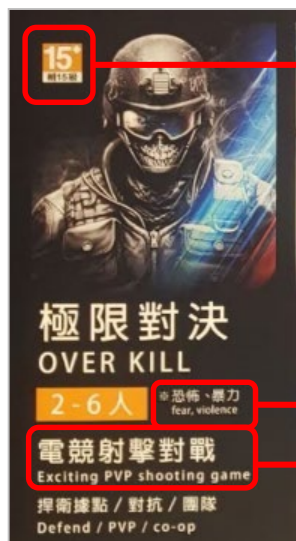 15+
輔15級
極限對決
OVER KILL
2-6人
※恐怖、暴力
fear, violence
電競射擊對戰
Exciting PVP shooting game
捍衛據點 / 對抗 / 團隊
Defend / PVP / co-op